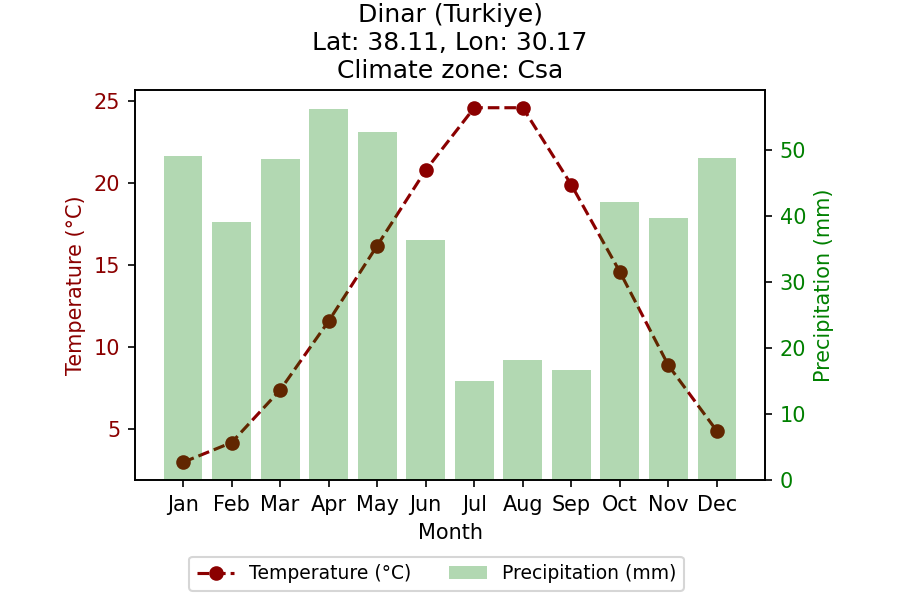 Dinar (Turkiye)
Lat: 38.11, Lon: 30.17
Climate zone: Csa
Temperature (°C)
25
20
15
10
5
Precipitation (mm)
50
40
30
20
10
0
Jan Feb Mar Apr May Jun Jul Aug Sep Oct Nov Dec
Month
Temperature (°C) Precipitation (mm)